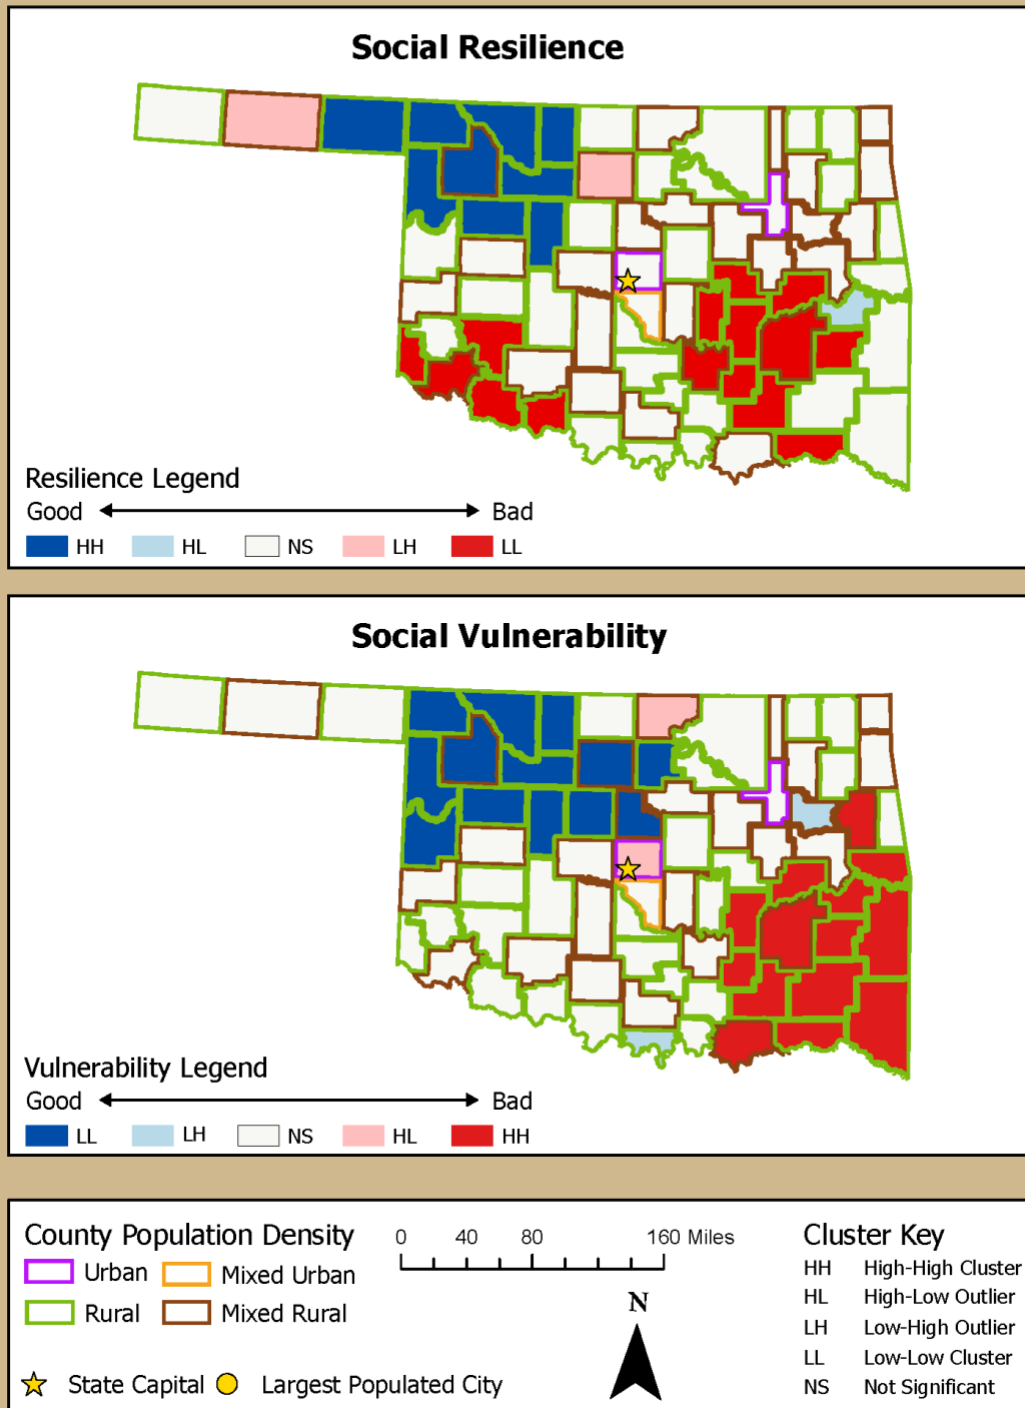 Social Resilience
Resilience Legend
Good Bad
HH HL NS LH LL
Social Vulnerability
Vulnerability Legend
Good Bad
LL LH NS HL HH
County Population Density
Urban Mixed Urban
Rural Mixed Rural
State Capital Largest Populated City
0 40 80 160 Miles
N
Cluster Key
HH High-High Cluster
HL High-Low Outlier
LH Low-High Outlier
LL Low-Low Cluster
NS Not Significant